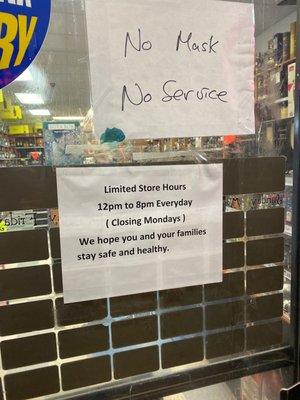 RY
No Mask
No Service
Limited Store Hours
12pm to 8pm Everyday
( Closing Mondays )
We hope you and your families
stay safe and healthy.